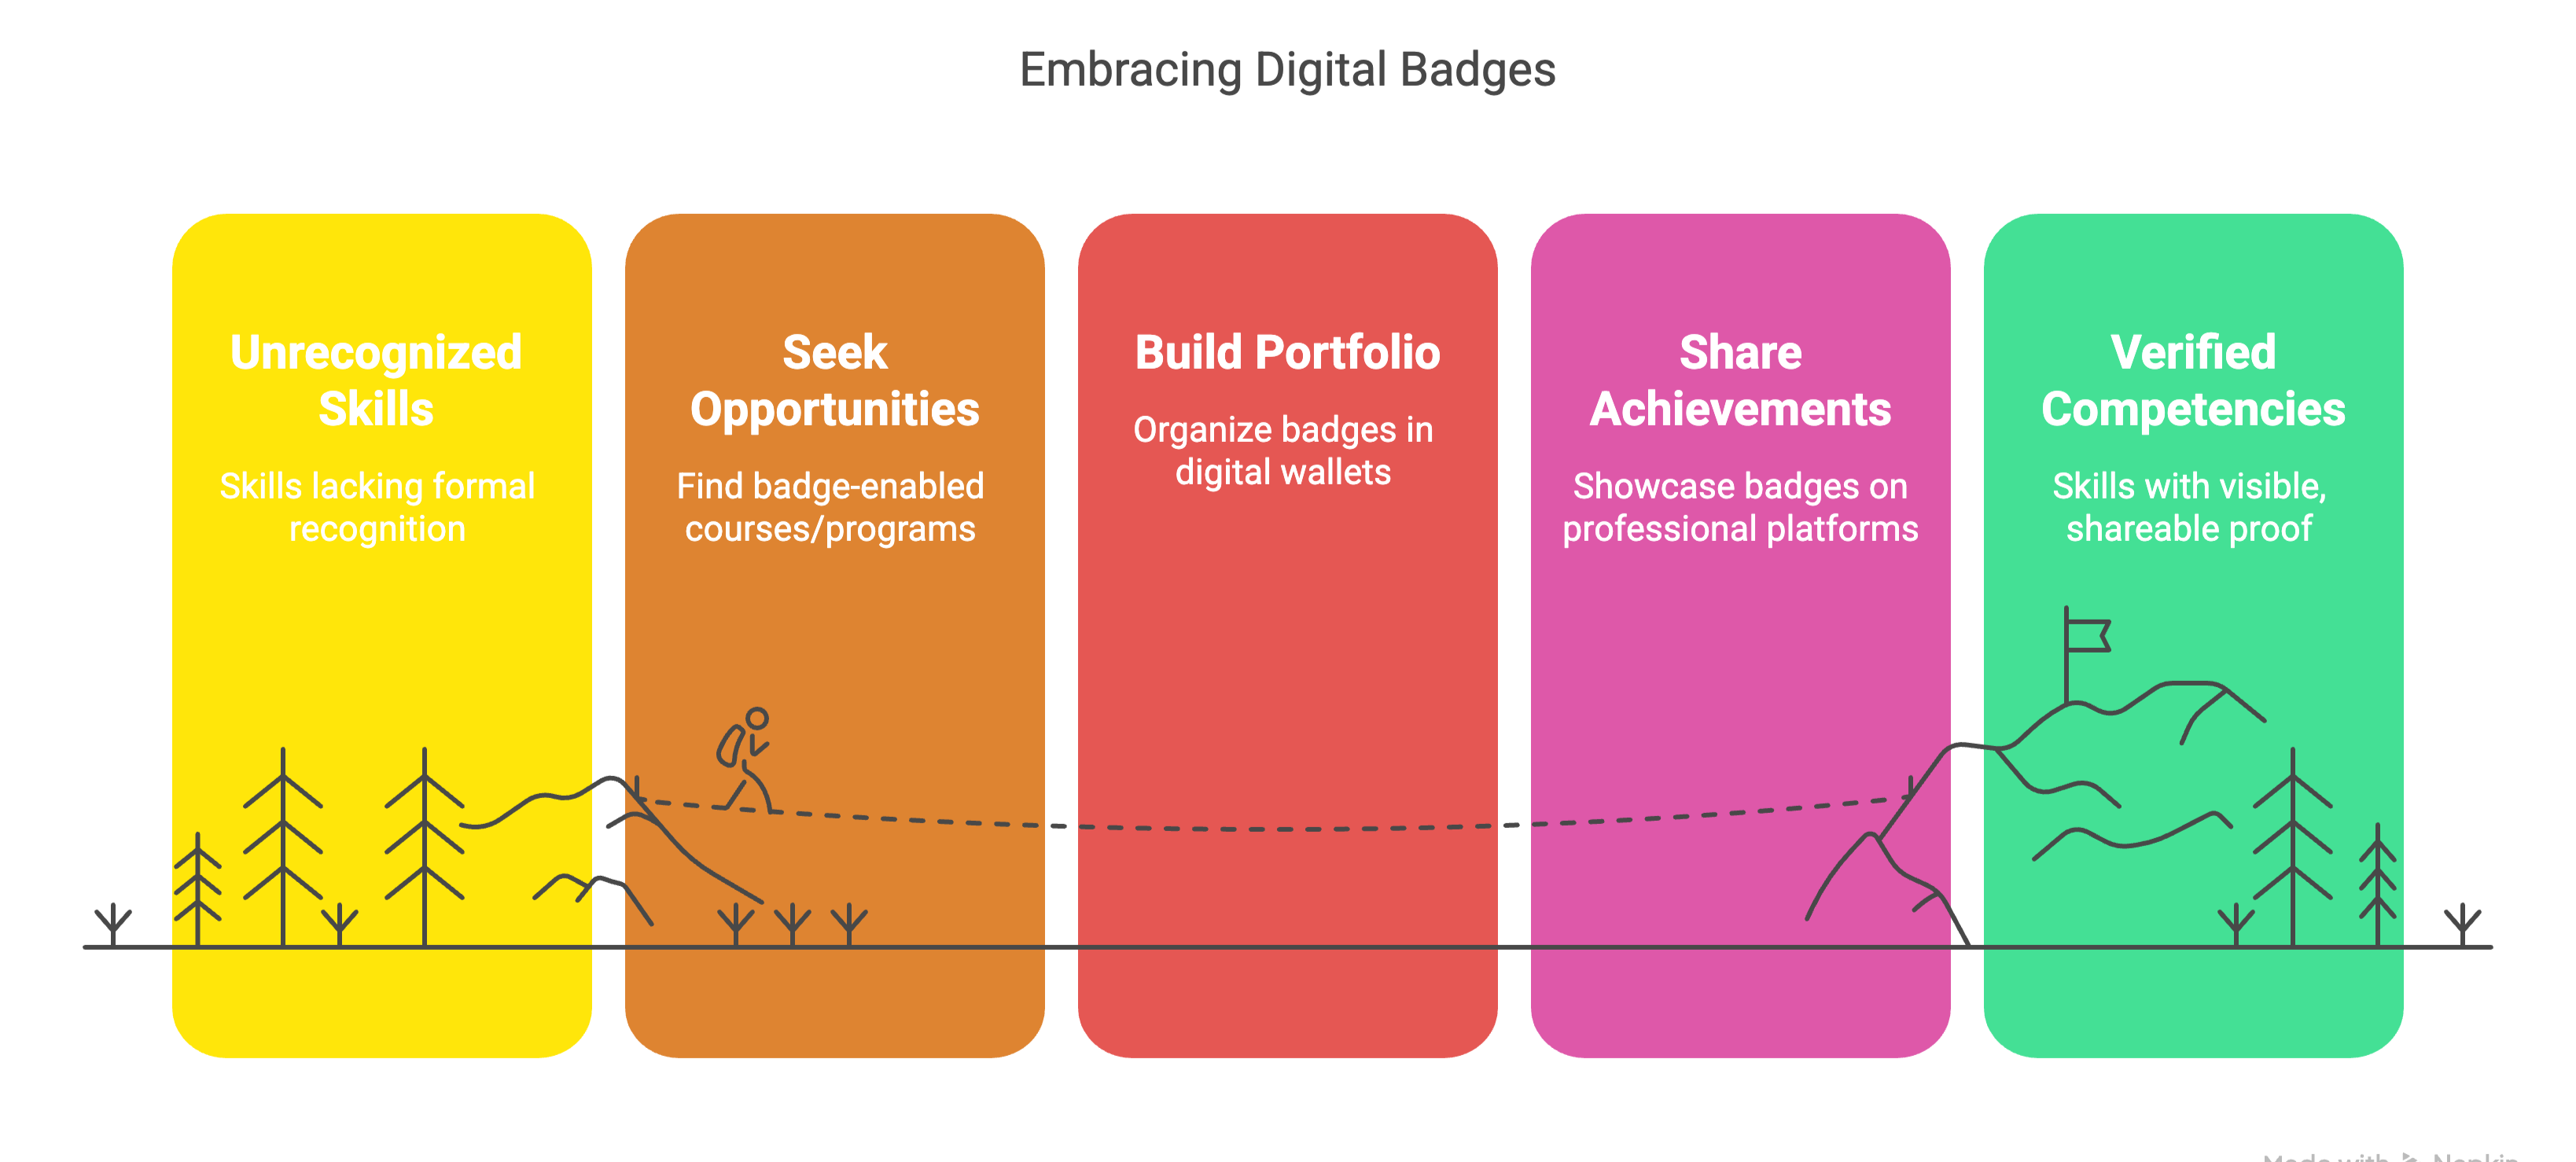 Embracing Digital Badges
Unrecognized
Skills
Skills lacking formal
recognition
Seek
Opportunities
Find badge-enabled
courses/programs
Build Portfolio
Organize badges in
digital wallets
Share
Achievements
Showcase badges on
professional platforms
Verified
Competencies
Skills with visible,
shareable proof
Made with Napkin